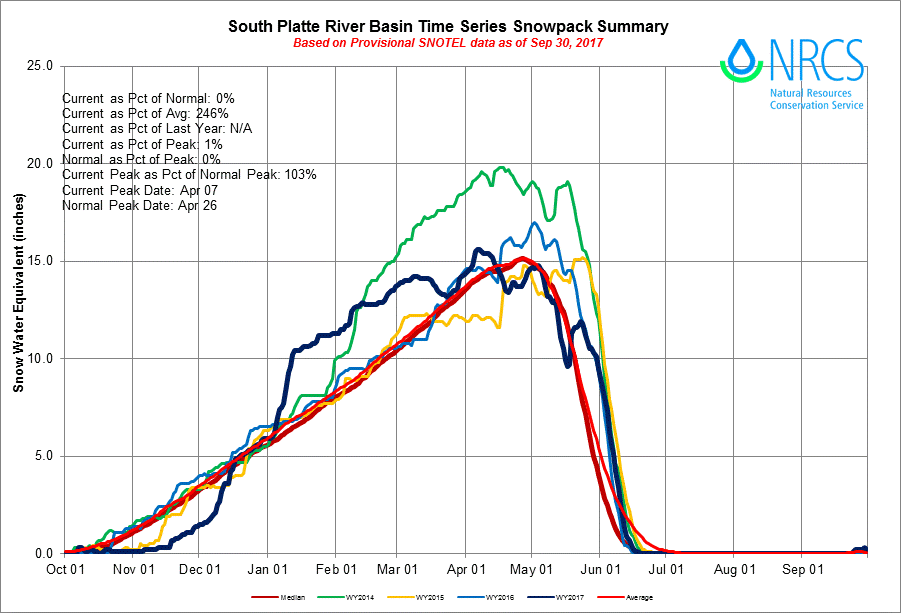 South Platte River Basin Time Series Snowpack Summary
Based on Provisional SNOTEL data as of Sep 30, 2017
NRCS
Natural Resources
Conservation Service
25.0
Current as Pct of Normal: 0%
Current as Pct of Avg: 246%
Current as Pct of Last Year: N/A
Current as Pct of Peak: 1%
Normal as Pct of Peak: 0%
Current Peak as Pct of Normal Peak: 103%
Current Peak Date: Apr 07
Normal Peak Date: Apr 26
20.0
15.0
10.0
5.0
0.0
Snow Water Equivalent (inches)
Oct 01 Nov 01 Dec 01 Jan 01 Feb 01 Mar 01 Apr 01 May 01 Jun 01 Jul 01 Aug 01 Sep 01
Median WY2014 WY2015 WY2016 WY2017 Average